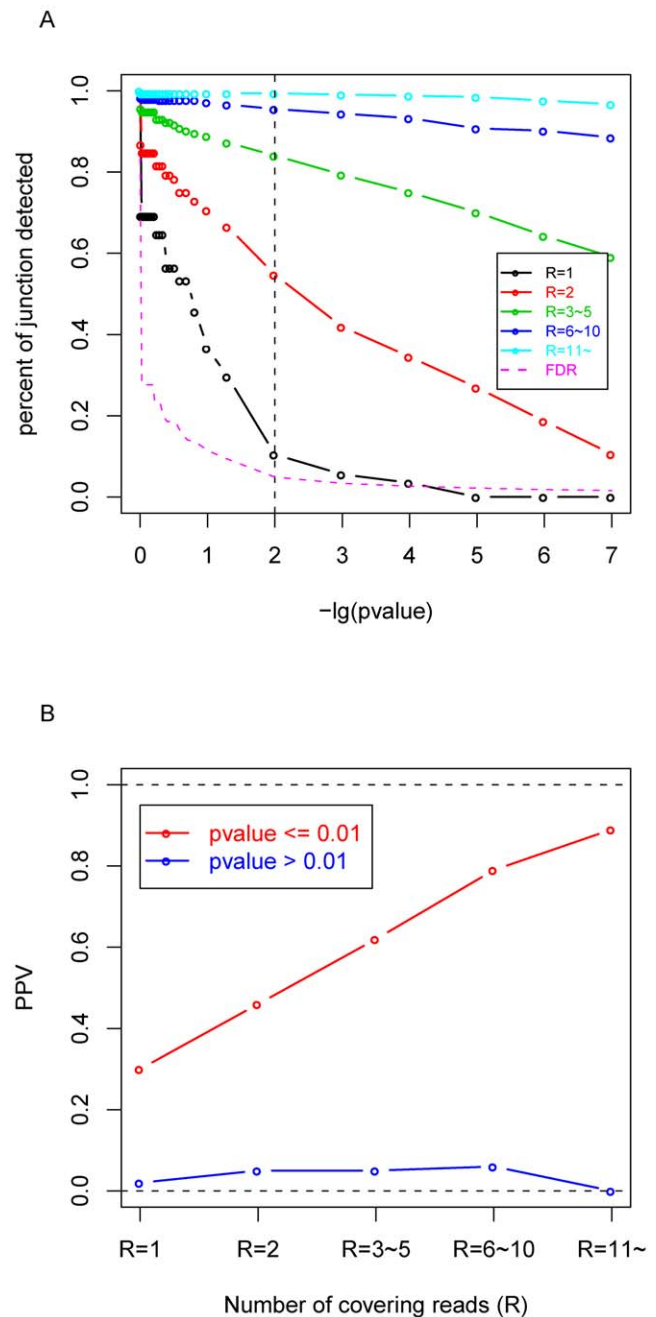 A
percent of junction detected
1.0
0.8
0.6
0.4
0.2
0.0
R=1
R=2
R=3~5
R=6~10
R=11~
FDR
0 1 2 3 4 5 6 7
−lg(pvalue)
B
PPV
1.0
0.8
0.6
0.4
0.2
0.0
pvalue <= 0.01
pvalue > 0.01
R=1 R=2 R=3~5 R=6~10 R=11~
Number of covering reads (R)